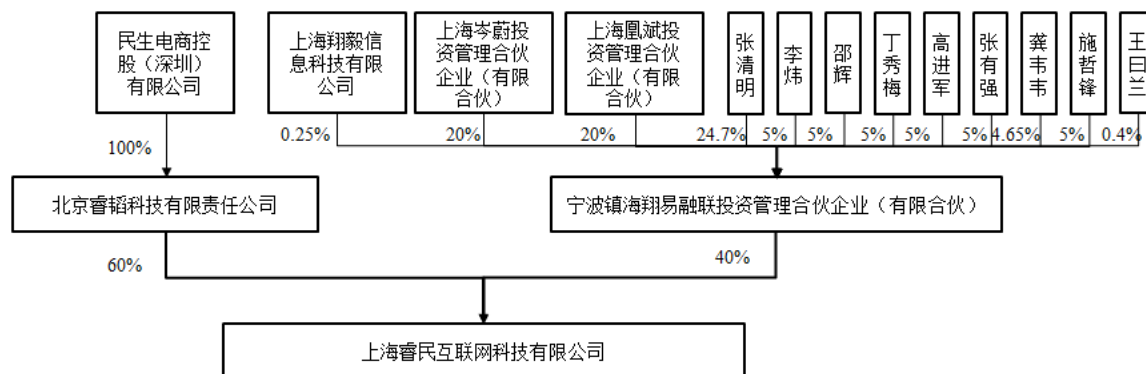 民生电商控
股（深圳）
有限公司
上海翔毅信
息科技有限
公司
上海岑蔚投
资管理合伙
企业（有限
合伙）
上海凰斌投
资管理合伙
企业（有限
合伙）
张清明
李炜
邵辉
丁秀梅
高进军
张有强
龚韦韦
施哲锋
王曰兰
100%
0.25%
20%
20%
24.7%
5%
5%
5%
5%
5%
4.65%
5%
0.4%
北京睿韬科技有限责任公司
宁波镇海翔易融联投资管理合伙企业（有限合伙）
60%
40%
上海睿民互联网科技有限公司